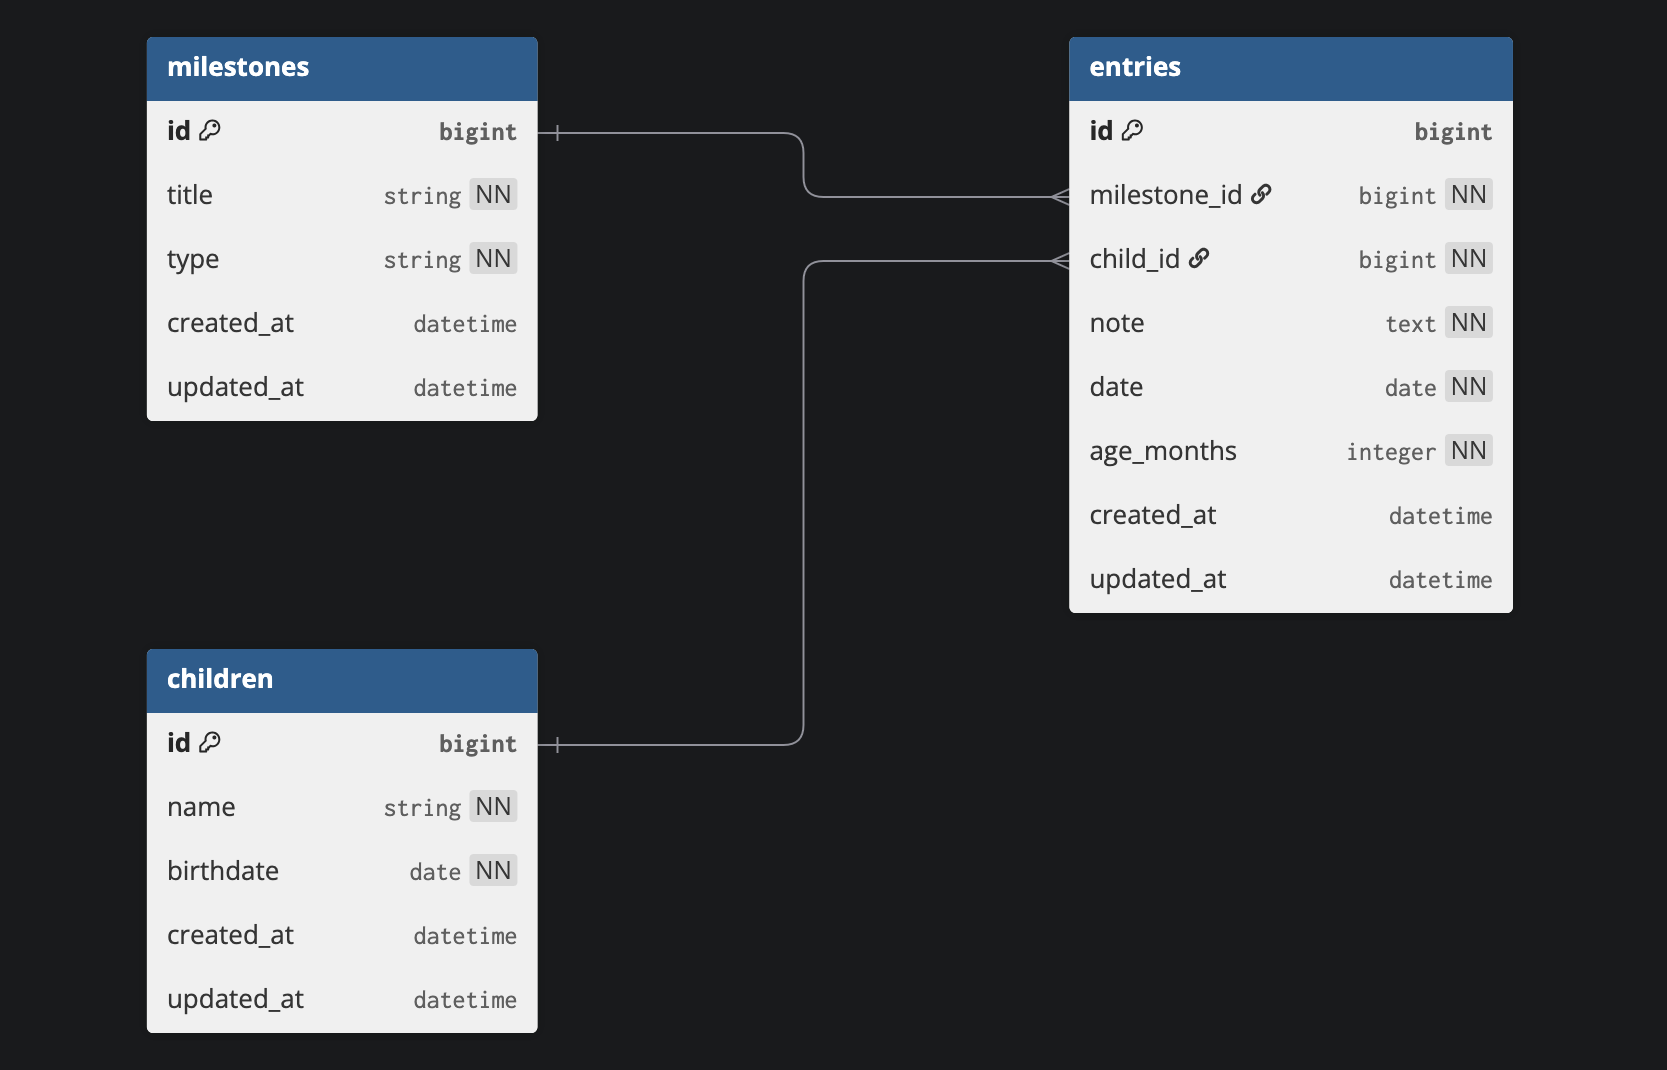 milestones
id bigint
title string NN
type string NN
created_at datetime
updated_at datetime
entries
id bigint
milestone_id bigint NN
child_id bigint NN
note text NN
date date NN
age_months integer NN
created_at datetime
updated_at datetime
children
id bigint
name string NN
birthdate date NN
created_at datetime
updated_at datetime